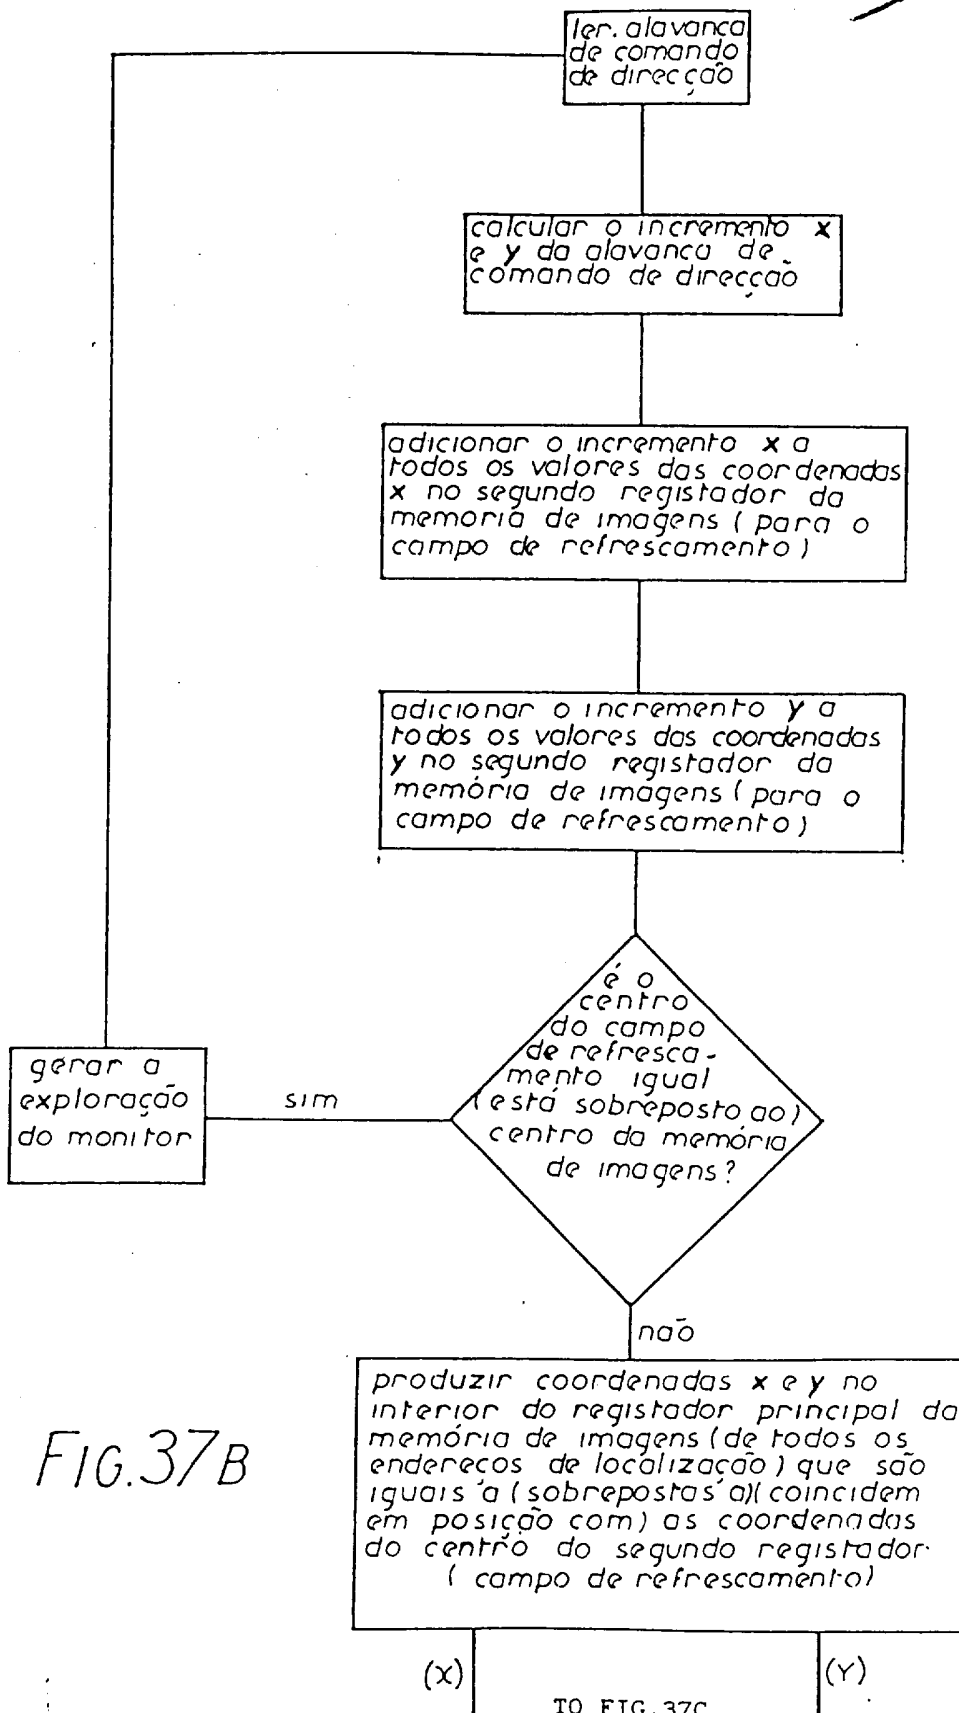 ler. alavanca
de comando
de direcção
calcular o incremento x
e y da alavanca de
comando de direcção
adicionar o incremento x a
todos os valores das coordenadas
x no segundo registador da
memoria de imagens (para o
campo de refrescamento)
adicionar o incremento y a
todos os valores das coordenadas
y no segundo registador da
memória de imagens (para o
campo de refrescamento)
é o
centro
do campo
de refresca-
mento igual
(está sobreposto ao)
centro da memória
de imagens?
gerar a
exploração
do monitor
sim
não
produzir coordenadas x e y no
interior do registador principal da
memória de imagens (de todos os
endereços de localização) que são
iguais 'a (sobrepostas 'a)(coincidem
em posição com) as coordenadas
do centro do segundo registador
(campo de refrescamento)
FIG.37B
(X)
(Y)
TO FIG.37C